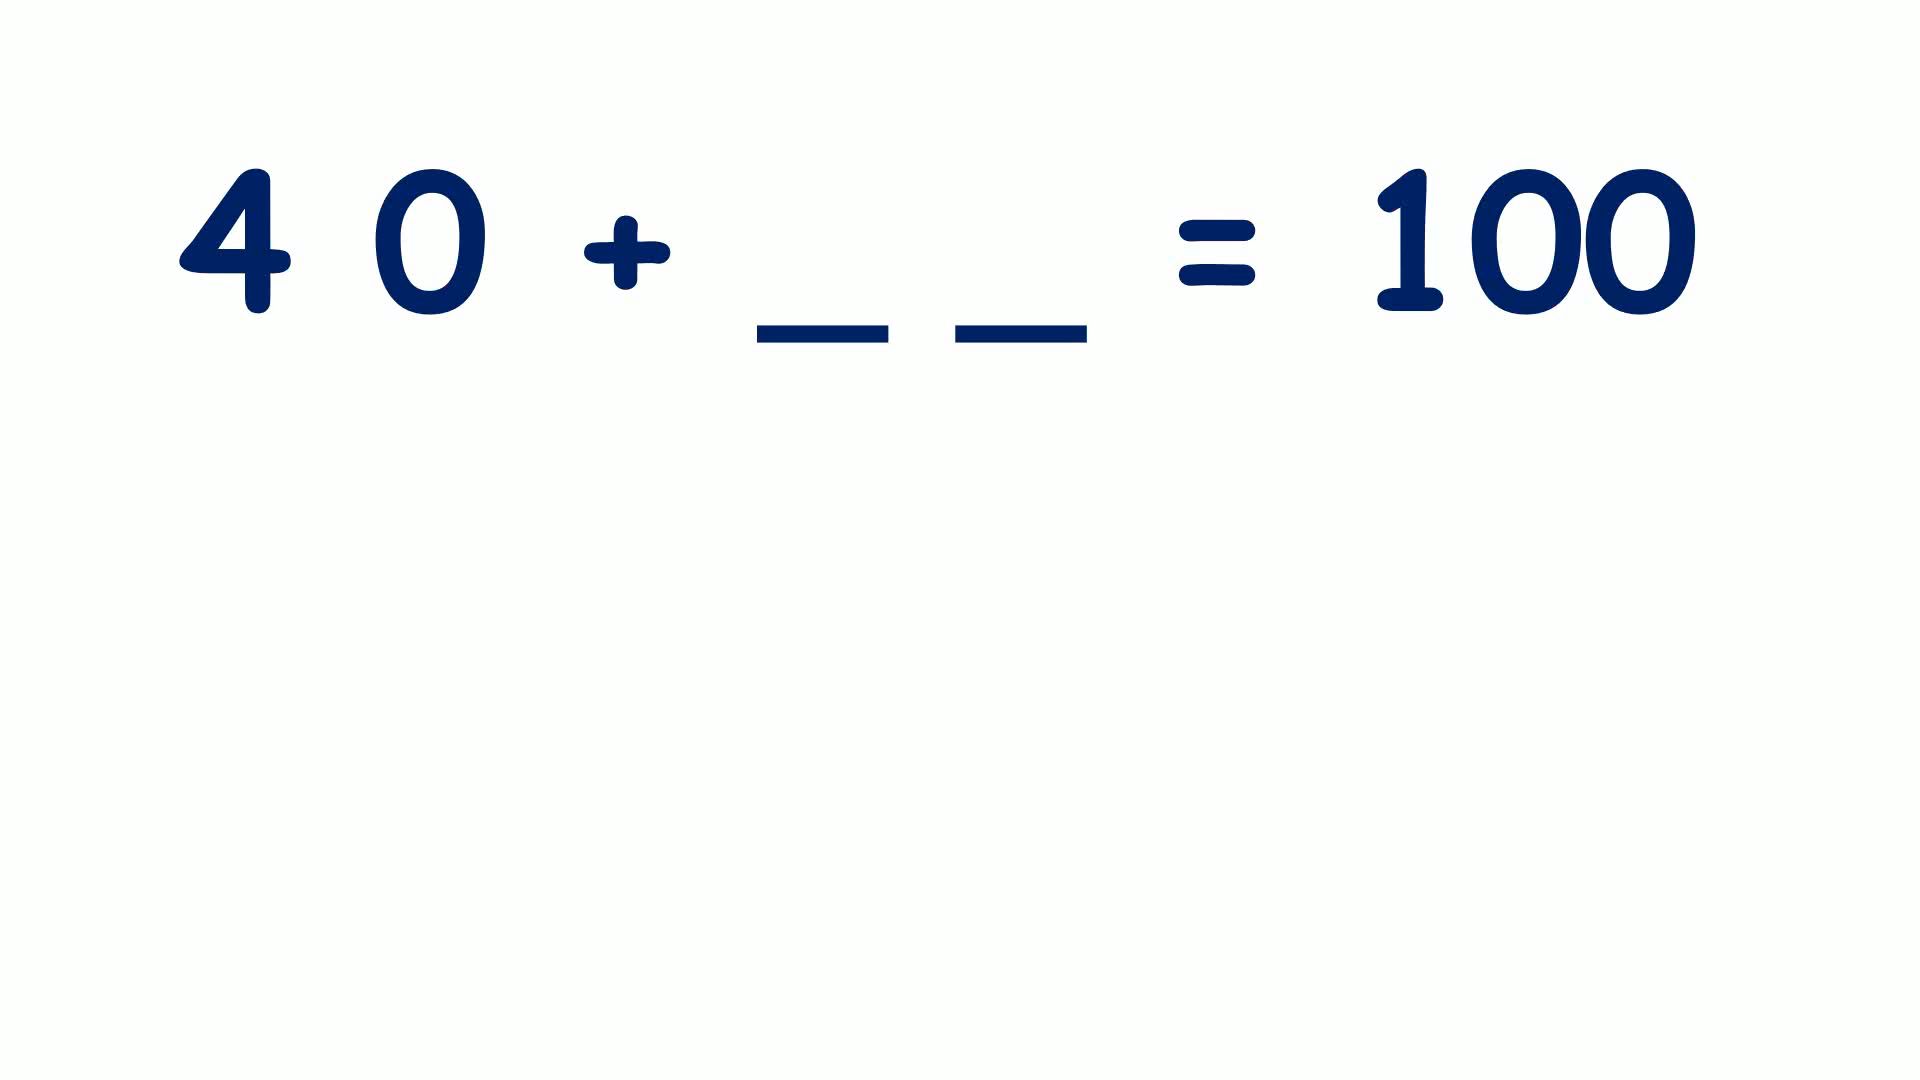 4 0 + _ _ = 100